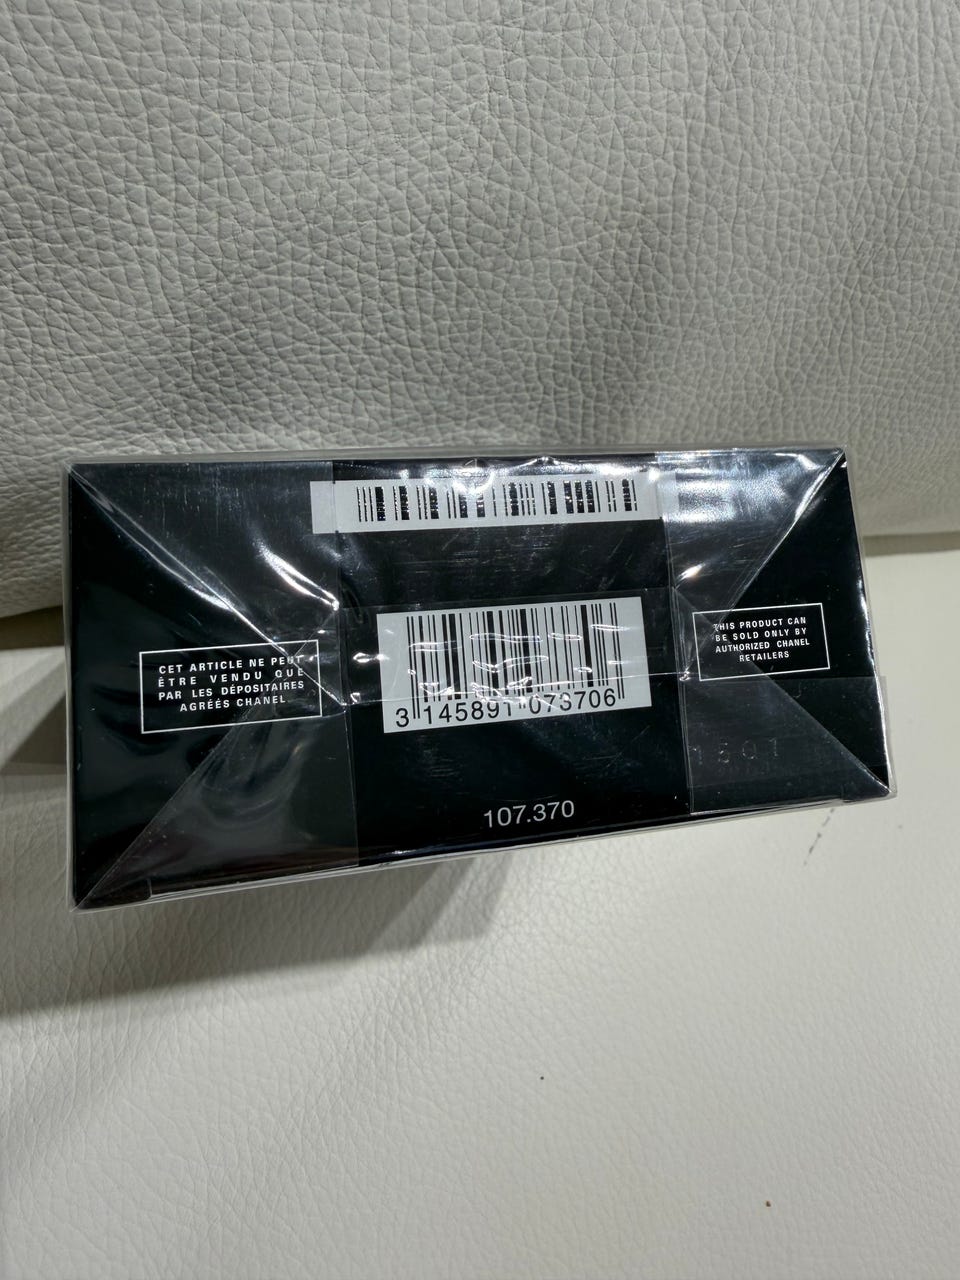 CET ARTICLE NE PEUT
ÊTRE VENDU QUE
PAR LES DÉPOSITAIRES
AGRÉÉS CHANEL
3 145891 073706
107.370
THIS PRODUCT CAN
BE SOLD ONLY BY
AUTHORIZED CHANEL
RETAILERS